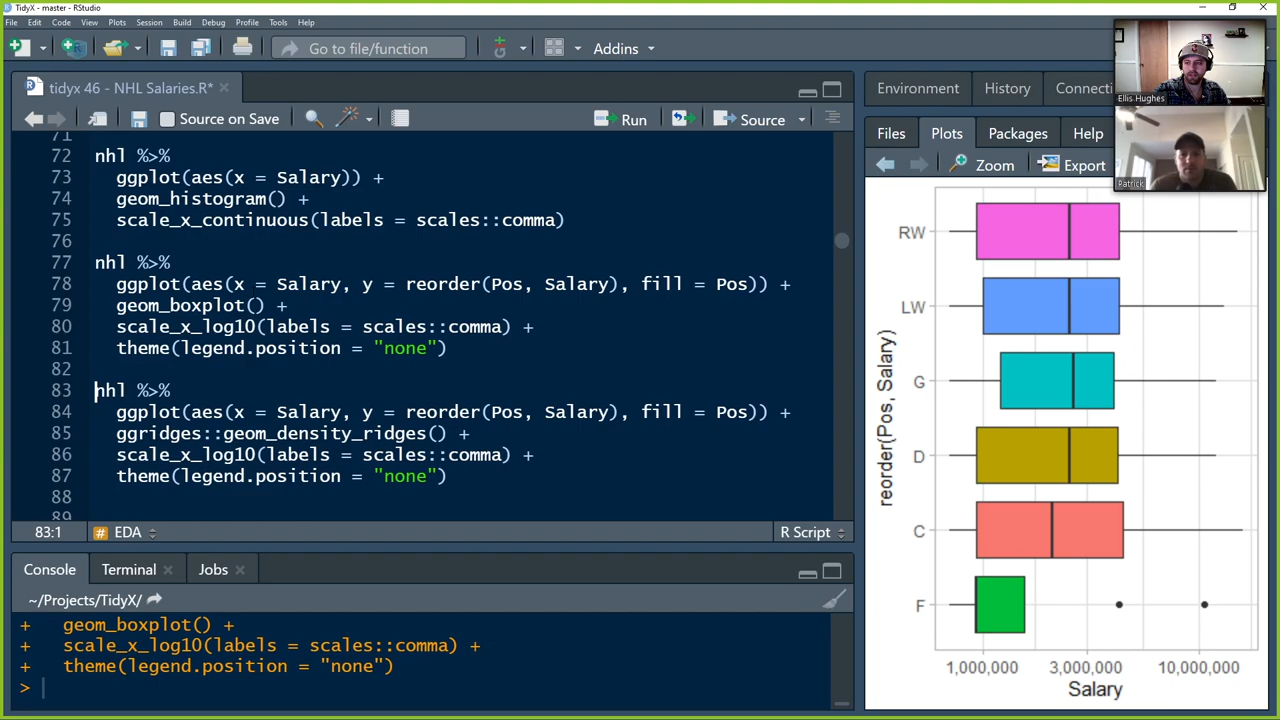 TidyX - master - RStudio
File Edit Code View Plots Session Build Debug Profile Tools Help
Go to file/function
Addins
tidyx 46 - NHL Salaries.R*
Source on Save
Run
Source
71
72 nhl %>%
73 ggplot(aes(x = Salary)) +
74 geom_histogram() +
75 scale_x_continuous(labels = scales::comma)
76
77 nhl %>%
78 ggplot(aes(x = Salary, y = reorder(Pos, Salary), fill = Pos)) +
79 geom_boxplot() +
80 scale_x_log10(labels = scales::comma) +
81 theme(legend.position = "none")
82
83 nhl %>%
84 ggplot(aes(x = Salary, y = reorder(Pos, Salary), fill = Pos)) +
85 ggridges::geom_density_ridges() +
86 scale_x_log10(labels = scales::comma) +
87 theme(legend.position = "none")
88
89
83:1 # EDA R Script
Console Terminal Jobs
~/Projects/TidyX/
+ geom_boxplot() +
+ scale_x_log10(labels = scales::comma) +
+ theme(legend.position = "none")
>
Environment History Connecti
Files Plots Packages Help
Zoom Export
Ellis Hughes
Patrick
RW
LW
G
D
C
F
reorder(Pos, Salary)
1,000,000 3,000,000 10,000,000
Salary